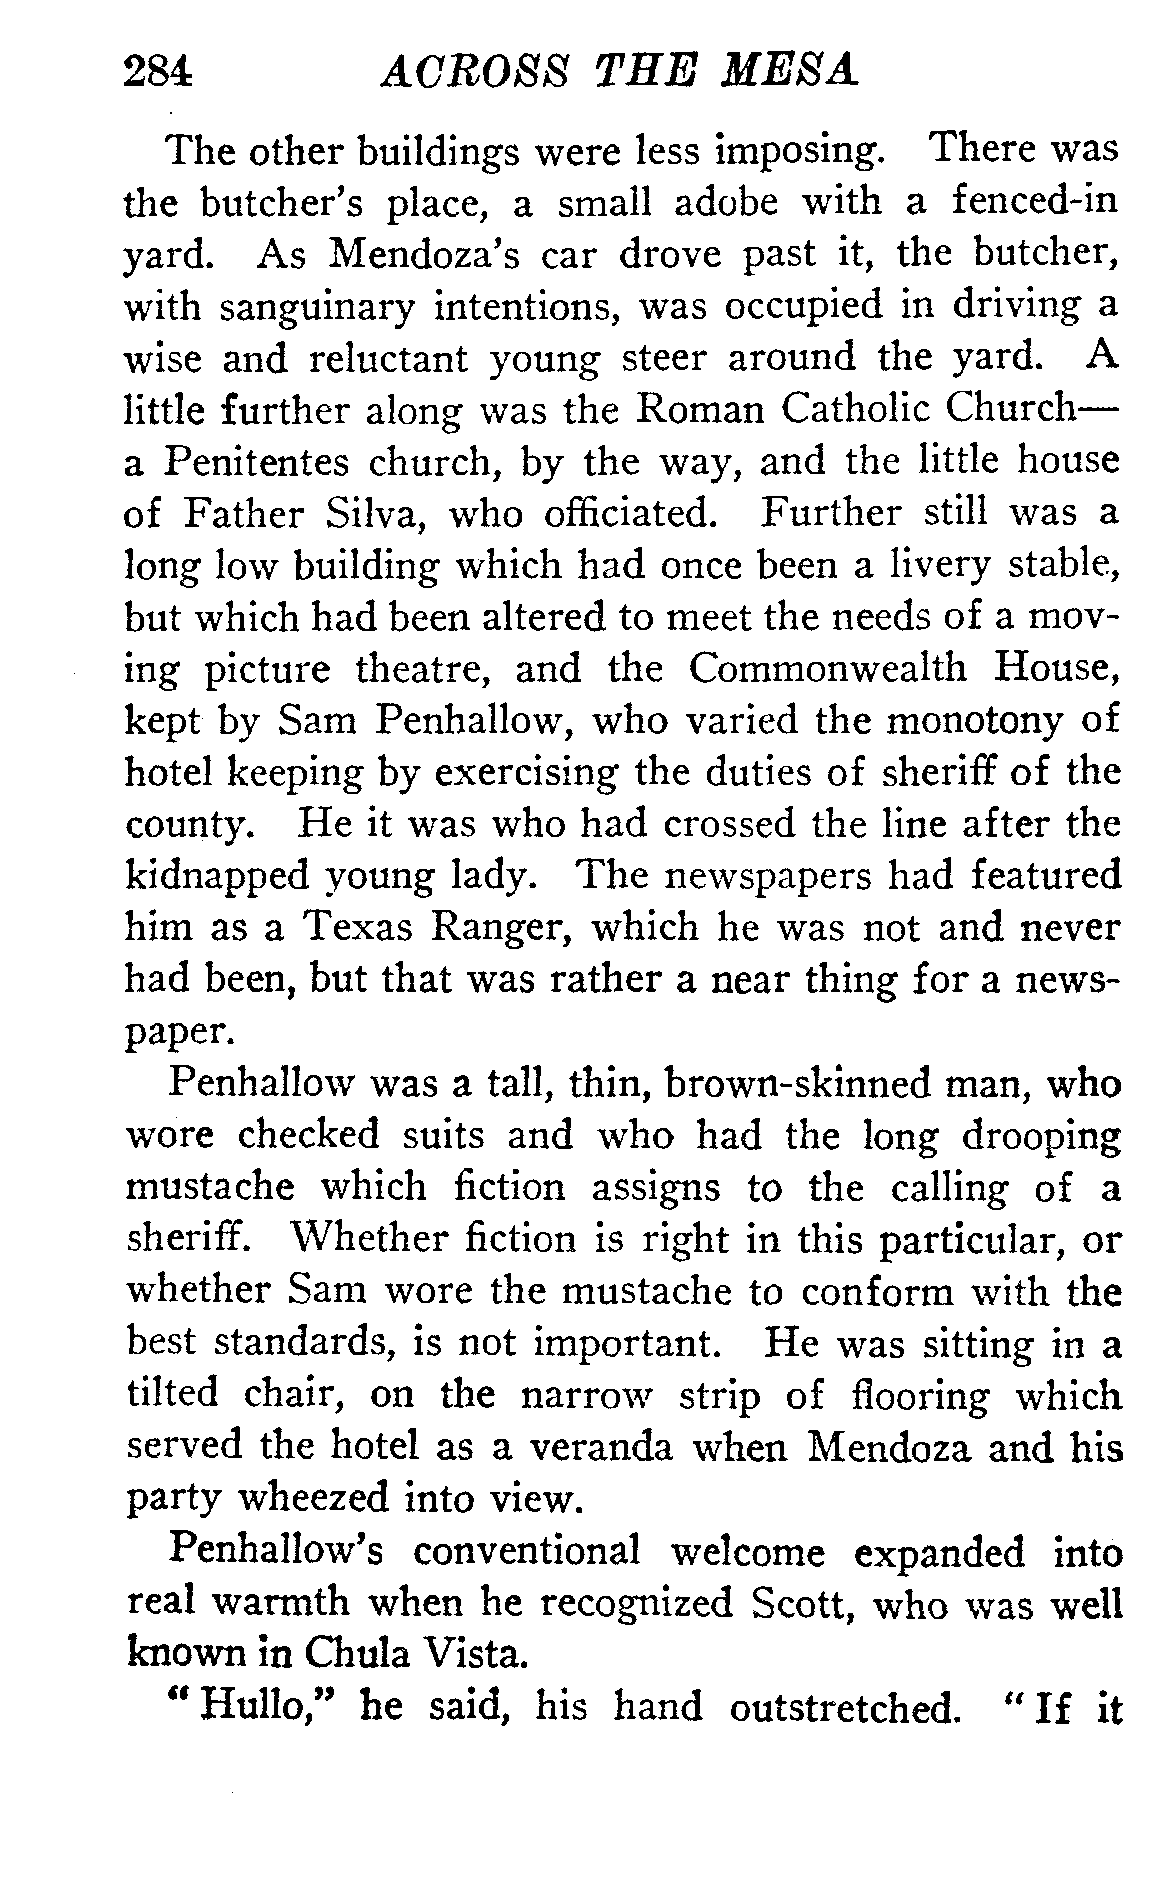 284 ACROSS THE MESA
The other buildings were less imposing. There was
the butcher's place, a small adobe with a fenced-in
yard. As Mendoza's car drove past it, the butcher,
with sanguinary intentions, was occupied in driving a
wise and reluctant young steer around the yard. A
little further along was the Roman Catholic Church—
a Penitentes church, by the way, and the little house
of Father Silva, who officiated. Further still was a
long low building which had once been a livery stable,
but which had been altered to meet the needs of a mov-
ing picture theatre, and the Commonwealth House,
kept by Sam Penhallow, who varied the monotony of
hotel keeping by exercising the duties of sheriff of the
county. He it was who had crossed the line after the
kidnapped young lady. The newspapers had featured
him as a Texas Ranger, which he was not and never
had been, but that was rather a near thing for a news-
paper.
Penhallow was a tall, thin, brown-skinned man, who
wore checked suits and who had the long drooping
mustache which fiction assigns to the calling of a
sheriff. Whether fiction is right in this particular, or
whether Sam wore the mustache to conform with the
best standards, is not important. He was sitting in a
tilted chair, on the narrow strip of flooring which
served the hotel as a veranda when Mendoza and his
party wheezed into view.
Penhallow's conventional welcome expanded into
real warmth when he recognized Scott, who was well
known in Chula Vista.
" Hullo," he said, his hand outstretched. " If it